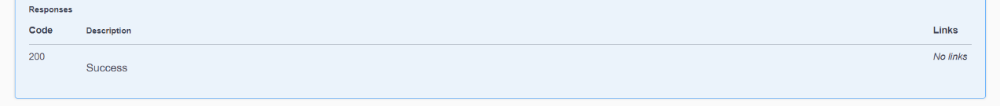 Responses
Code Description Links
200 Success No links